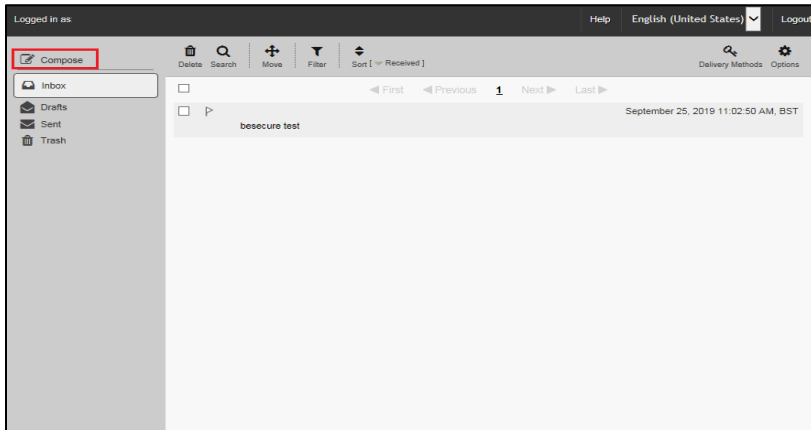 Logged in as
Help English (United States) Logout
Compose
Delete Search Move Filter Sort [ Received ] Delivery Methods Options
Inbox
First Previous 1 Next Last
Drafts
September 25, 2019 11:02:50 AM, BST
Sent
besecure test
Trash